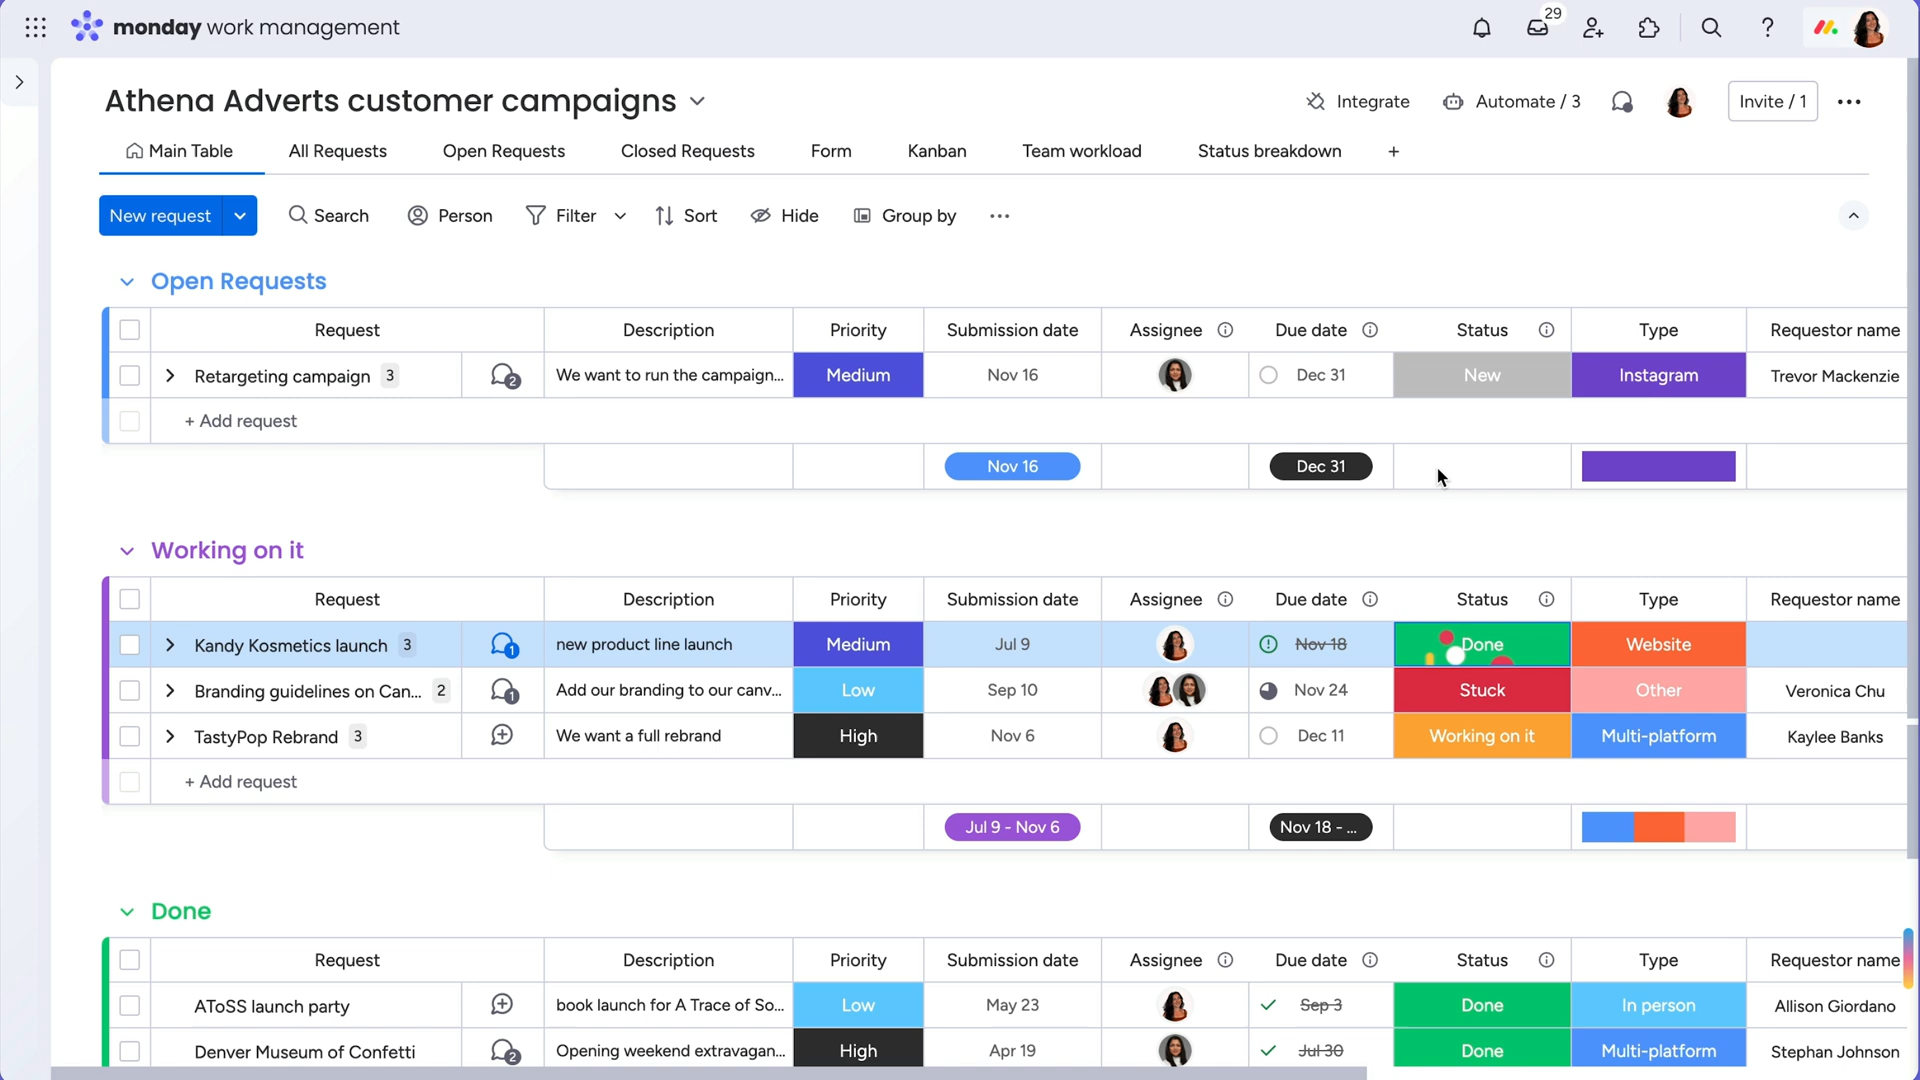 monday work management
29
Athena Adverts customer campaigns
Integrate
Automate / 3
Invite / 1
Main Table
All Requests
Open Requests
Closed Requests
Form
Kanban
Team workload
Status breakdown
+
New request
Search
Person
Filter
Sort
Hide
Group by
Open Requests
Request Description Priority Submission date Assignee Due date Status Type Requestor name
Retargeting campaign 3 2 We want to run the campaign... Medium Nov 16 Dec 31 New Instagram Trevor Mackenzie
+ Add request
Nov 16 Dec 31
Working on it
Request Description Priority Submission date Assignee Due date Status Type Requestor name
Kandy Kosmetics launch 3 1 new product line launch Medium Jul 9 Nov 18 Done Website
Branding guidelines on Can... 2 1 Add our branding to our canv... Low Sep 10 Nov 24 Stuck Other Veronica Chu
TastyPop Rebrand 3 We want a full rebrand High Nov 6 Dec 11 Working on it Multi-platform Kaylee Banks
+ Add request
Jul 9 - Nov 6 Nov 18 - ...
Done
Request Description Priority Submission date Assignee Due date Status Type Requestor name
AToSS launch party book launch for A Trace of So... Low May 23 Sep 3 Done In person Allison Giordano
Denver Museum of Confetti 2 Opening weekend extravagan... High Apr 19 Jul 30 Done Multi-platform Stephan Johnson